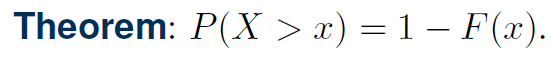 Theorem: P(X > x) = 1 − F(x).